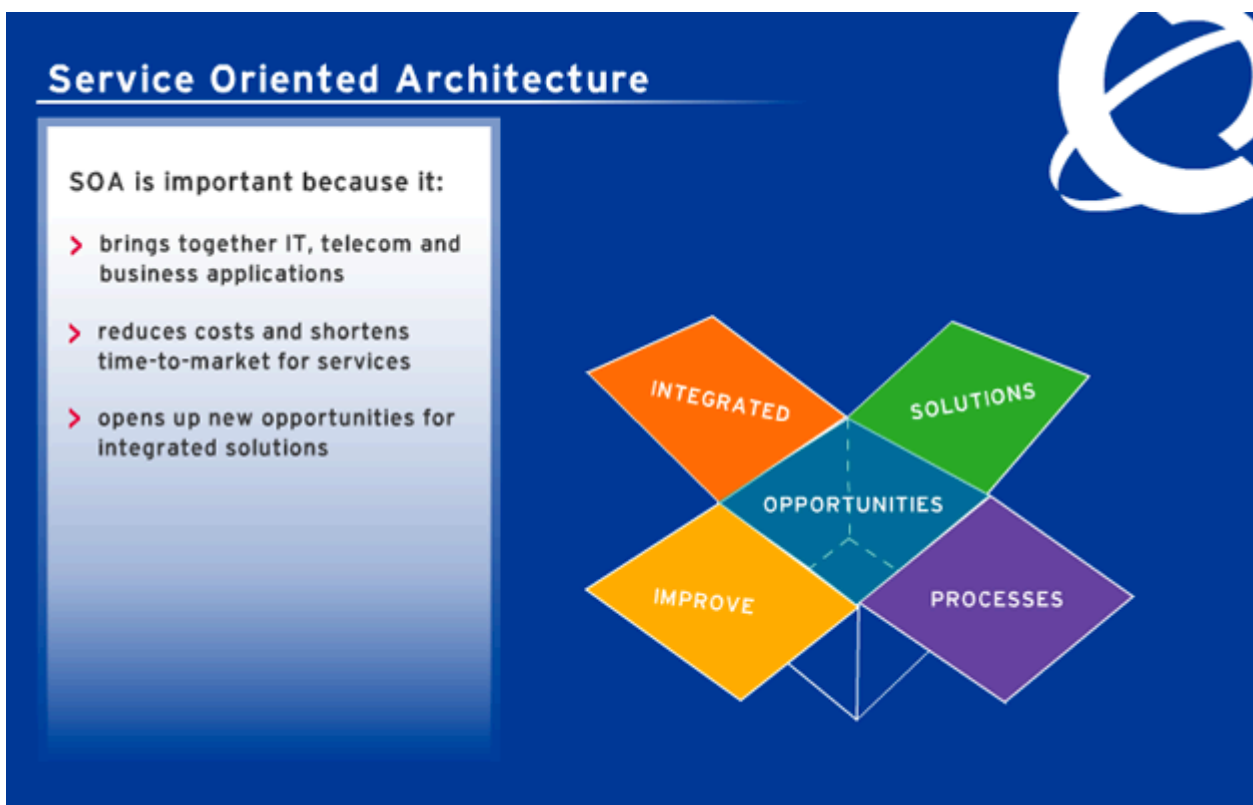 Service Oriented Architecture
SOA is important because it:
brings together IT, telecom and
business applications
reduces costs and shortens
time-to-market for services
opens up new opportunities for
integrated solutions
INTEGRATED
SOLUTIONS
OPPORTUNITIES
IMPROVE
PROCESSES